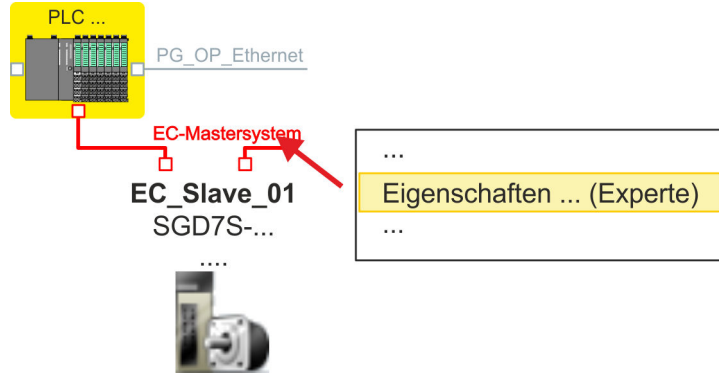 PLC ...
PG_OP_Ethernet
EC-Mastersystem
EC_Slave_01
SGD7S-...
....
...
Eigenschaften ... (Experte)
...